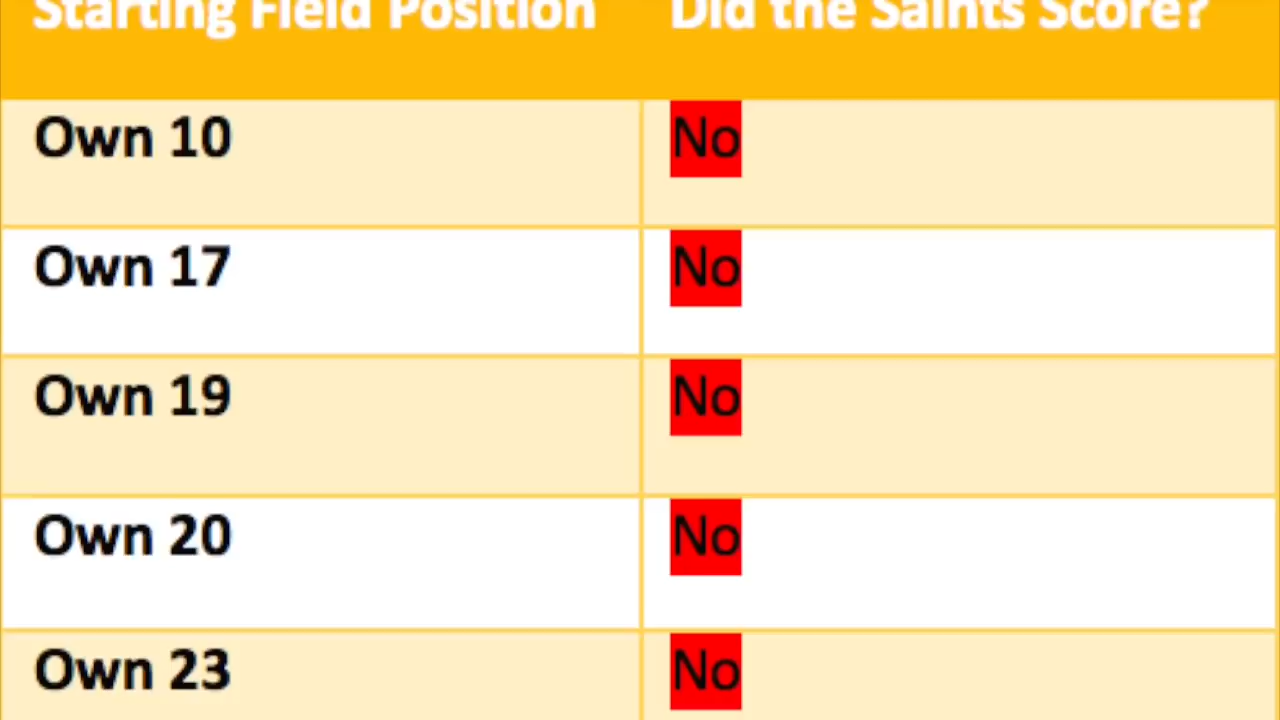 Starting Field Position Did the Saints Score?
Own 10 No
Own 17 No
Own 19 No
Own 20 No
Own 23 No